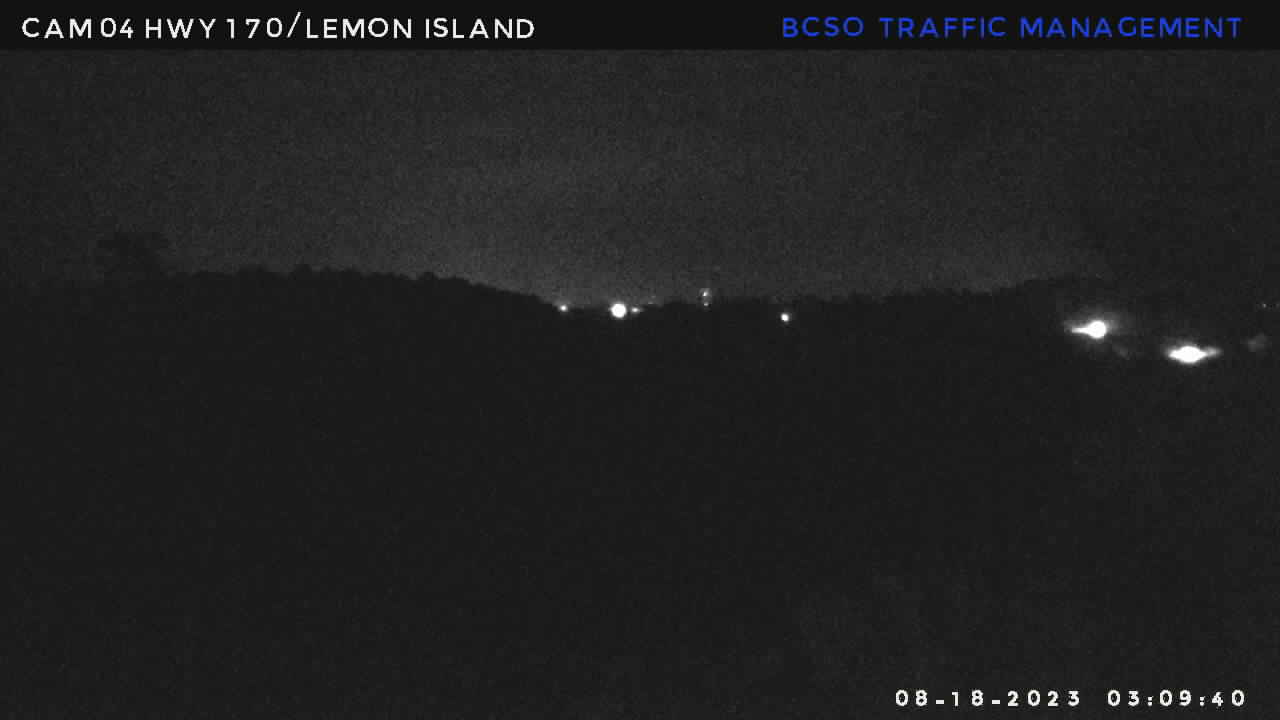 CAM04 HWY 170/LEMON ISLAND
BCSO TRAFFIC MANAGEMENT
08-18-2023 03:09:40